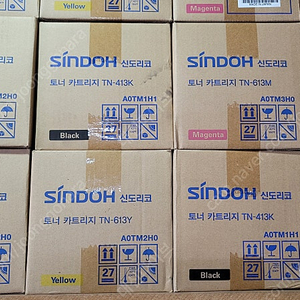 Yellow
Magenta
SINDOH 신도리코
토너 카트리지 TN-413K
A0TM1H1
Black
27
SINDOH 신도리코
토너 카트리지 TN-613M
A0TM3H0
Magenta
27
M2H0
SINDOH 신도리코
토너 카트리지 TN-613Y
A0TM2H0
Yellow
27
SINDOH 신도리코
토너 카트리지 TN-413K
A0TM1H1
Black
27